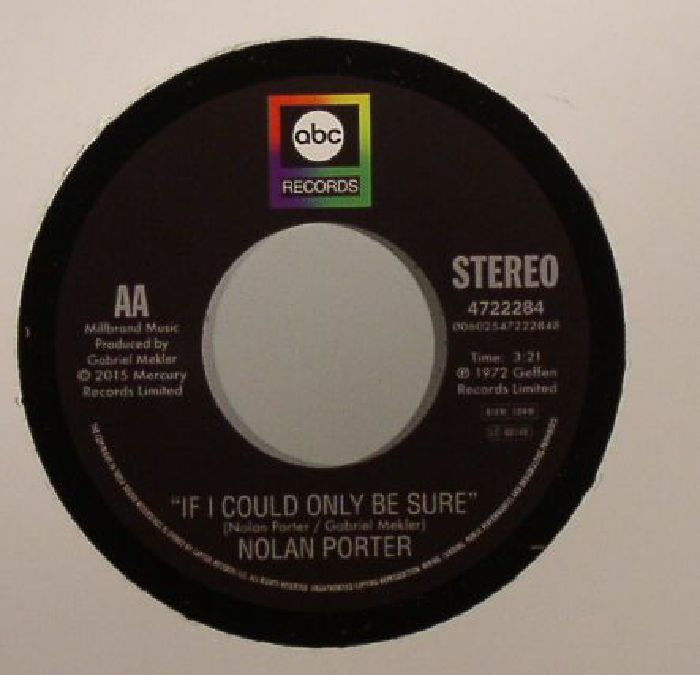 abc
RECORDS
AA
Millbrand Music
Produced by
Gabriel Mekler
© 2015 Mercury
Records Limited
STEREO
4722284
00602547222848
Time: 3:21
℗ 1972 Geffen
Records Limited
"IF I COULD ONLY BE SURE"
(Nolan Porter / Gabriel Mekler)
NOLAN PORTER